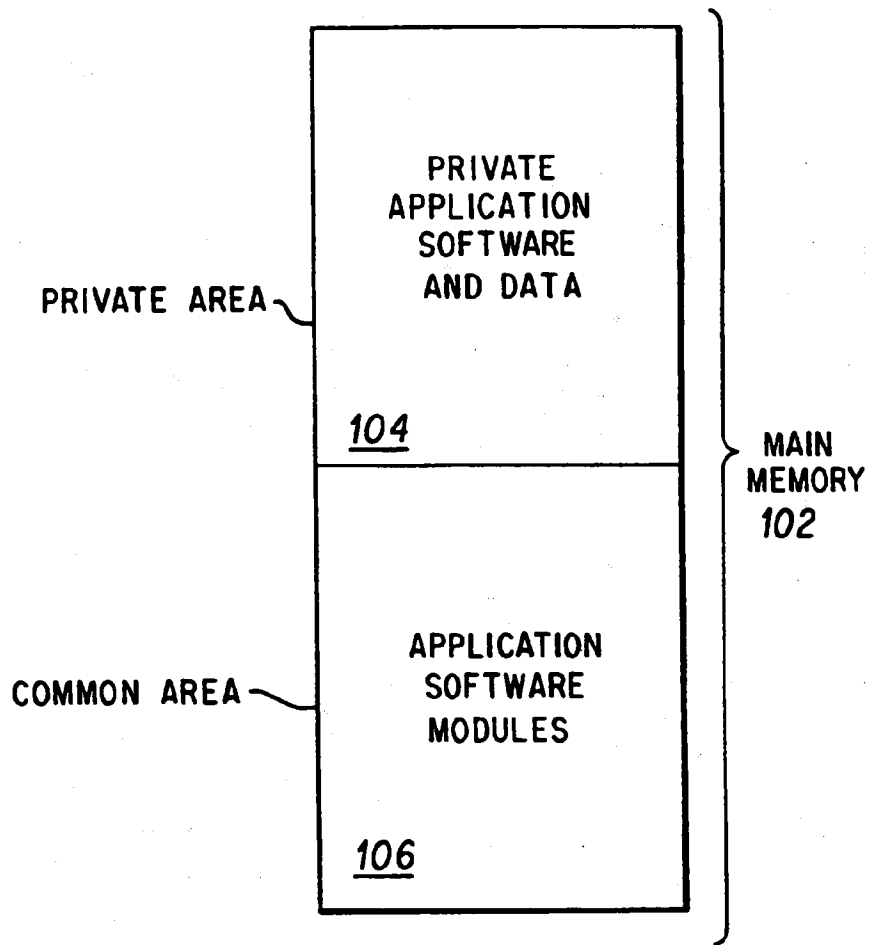 PRIVATE
APPLICATION
SOFTWARE
AND DATA
PRIVATE AREA
104
MAIN
MEMORY
102
APPLICATION
SOFTWARE
MODULES
COMMON AREA
106